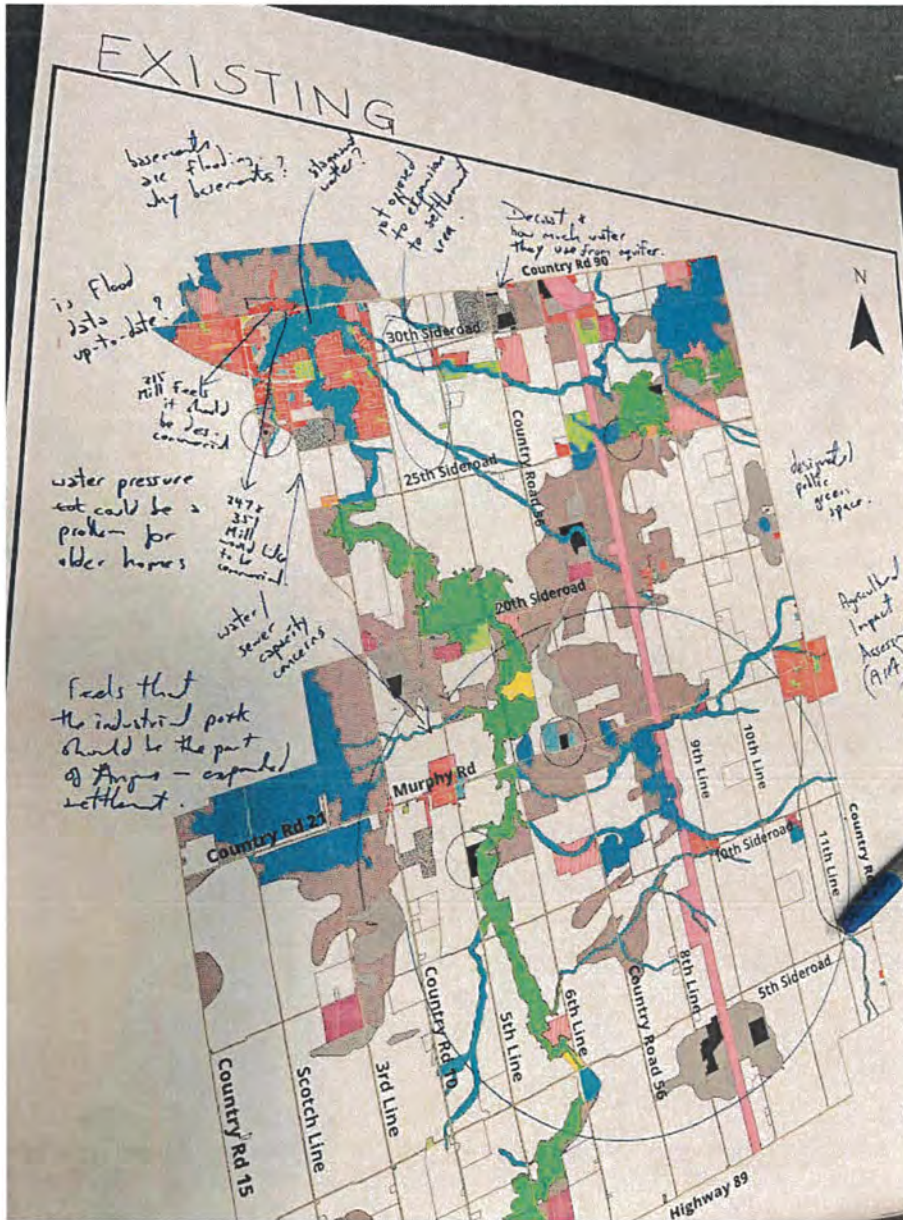 EXISTING
basements
are flooding.
why basements?
stagnant
water?
not opposed
to expansion
to settlement
area
how much water
they use from aquifer.
Country Rd 90
N
is flood
data
up-to-date?
30th Sideroad
215
Mill Feels
it should
be des.
commercial
Country Road 56
25th Sideroad
designated
public
green
space.
water pressure
could be a
problem for
older homes
247 &
351
Mill
would like
to be
commercial
20th Sideroad
water/
sewer
capacity
concerns
Agricultural
Impact
Feels that
the industrial park
should be the part
of Angus – expanded
settlement.
9th Line
10th Line
Murphy Rd
Country Rd 21
10th Sideroad
11th Line
Country Rd
8th Line
5th Sideroad
Country Rd 10
6th Line
Country Road 56
5th Line
3rd Line
Scotch Line
Country Rd 15
Highway 89